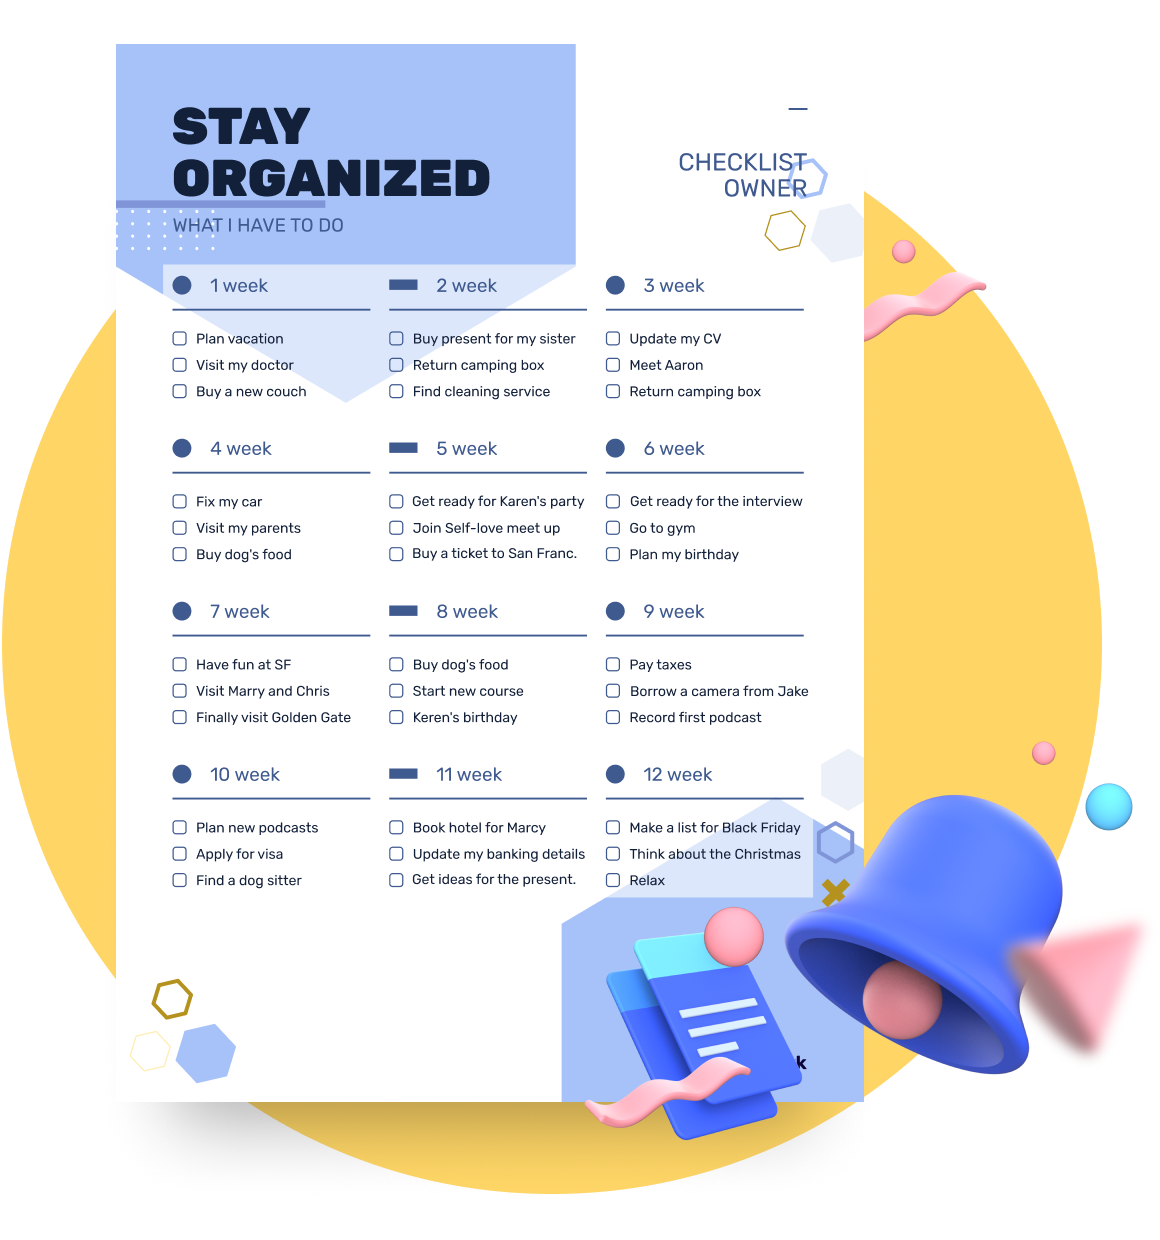 STAY
ORGANIZED
WHAT I HAVE TO DO
CHECKLIST
OWNER
1 week
Plan vacation
Visit my doctor
Buy a new couch
2 week
Buy present for my sister
Return camping box
Find cleaning service
3 week
Update my CV
Meet Aaron
Return camping box
4 week
Fix my car
Visit my parents
Buy dog's food
5 week
Get ready for Karen's party
Join Self-love meet up
Buy a ticket to San Franc.
6 week
Get ready for the interview
Go to gym
Plan my birthday
7 week
Have fun at SF
Visit Marry and Chris
Finally visit Golden Gate
8 week
Buy dog's food
Start new course
Keren's birthday
9 week
Pay taxes
Borrow a camera from Jake
Record first podcast
10 week
Plan new podcasts
Apply for visa
Find a dog sitter
11 week
Book hotel for Marcy
Update my banking details
Get ideas for the present.
12 week
Make a list for Black Friday
Think about the Christmas
Relax